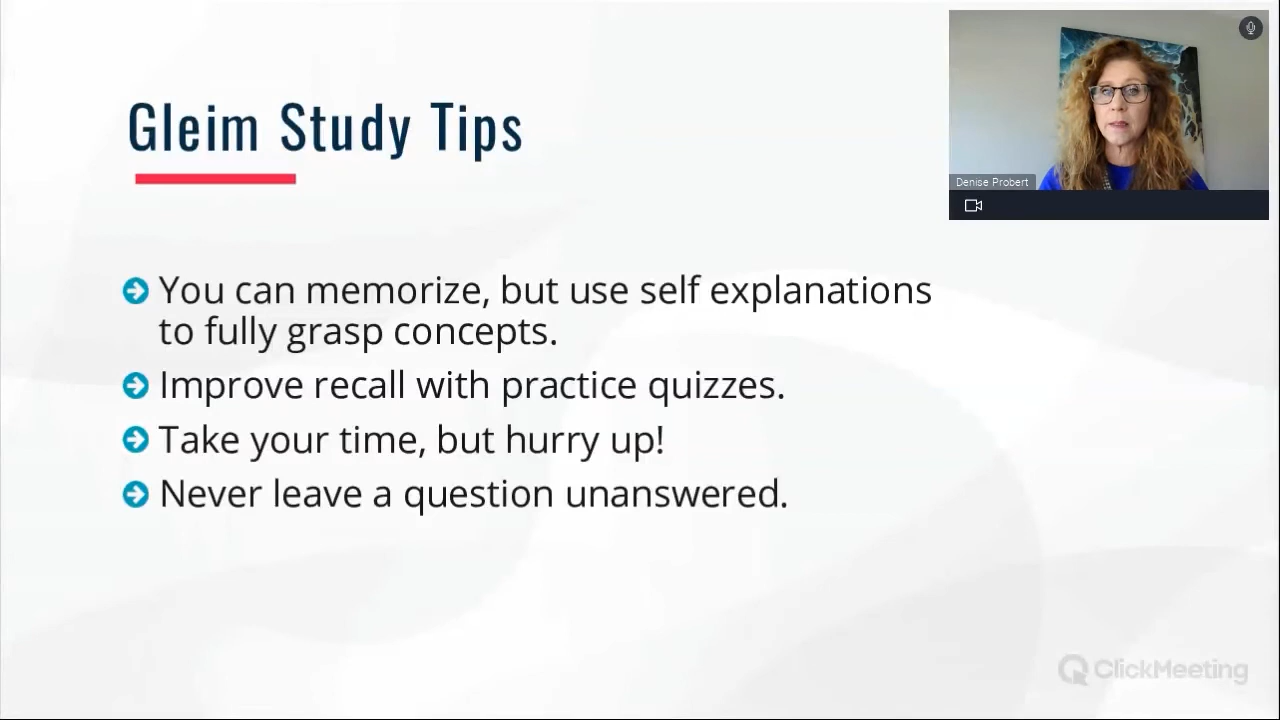 Gleim Study Tips
Denise Probert
You can memorize, but use self explanations
to fully grasp concepts.
Improve recall with practice quizzes.
Take your time, but hurry up!
Never leave a question unanswered.
ClickMeeting